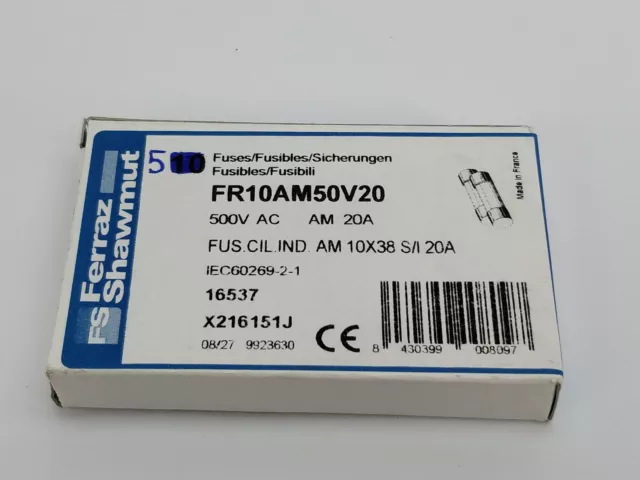 FS Ferraz Shawmut
5 10 Fuses/Fusibles/Sicherungen
Fusibles/Fusibili
FR10AM50V20
500V AC AM 20A
FUS.CIL.IND. AM 10X38 S/I 20A
IEC60269-2-1
16537
X216151J
08/27 9923630
CE
8 430399 008097
Made in France